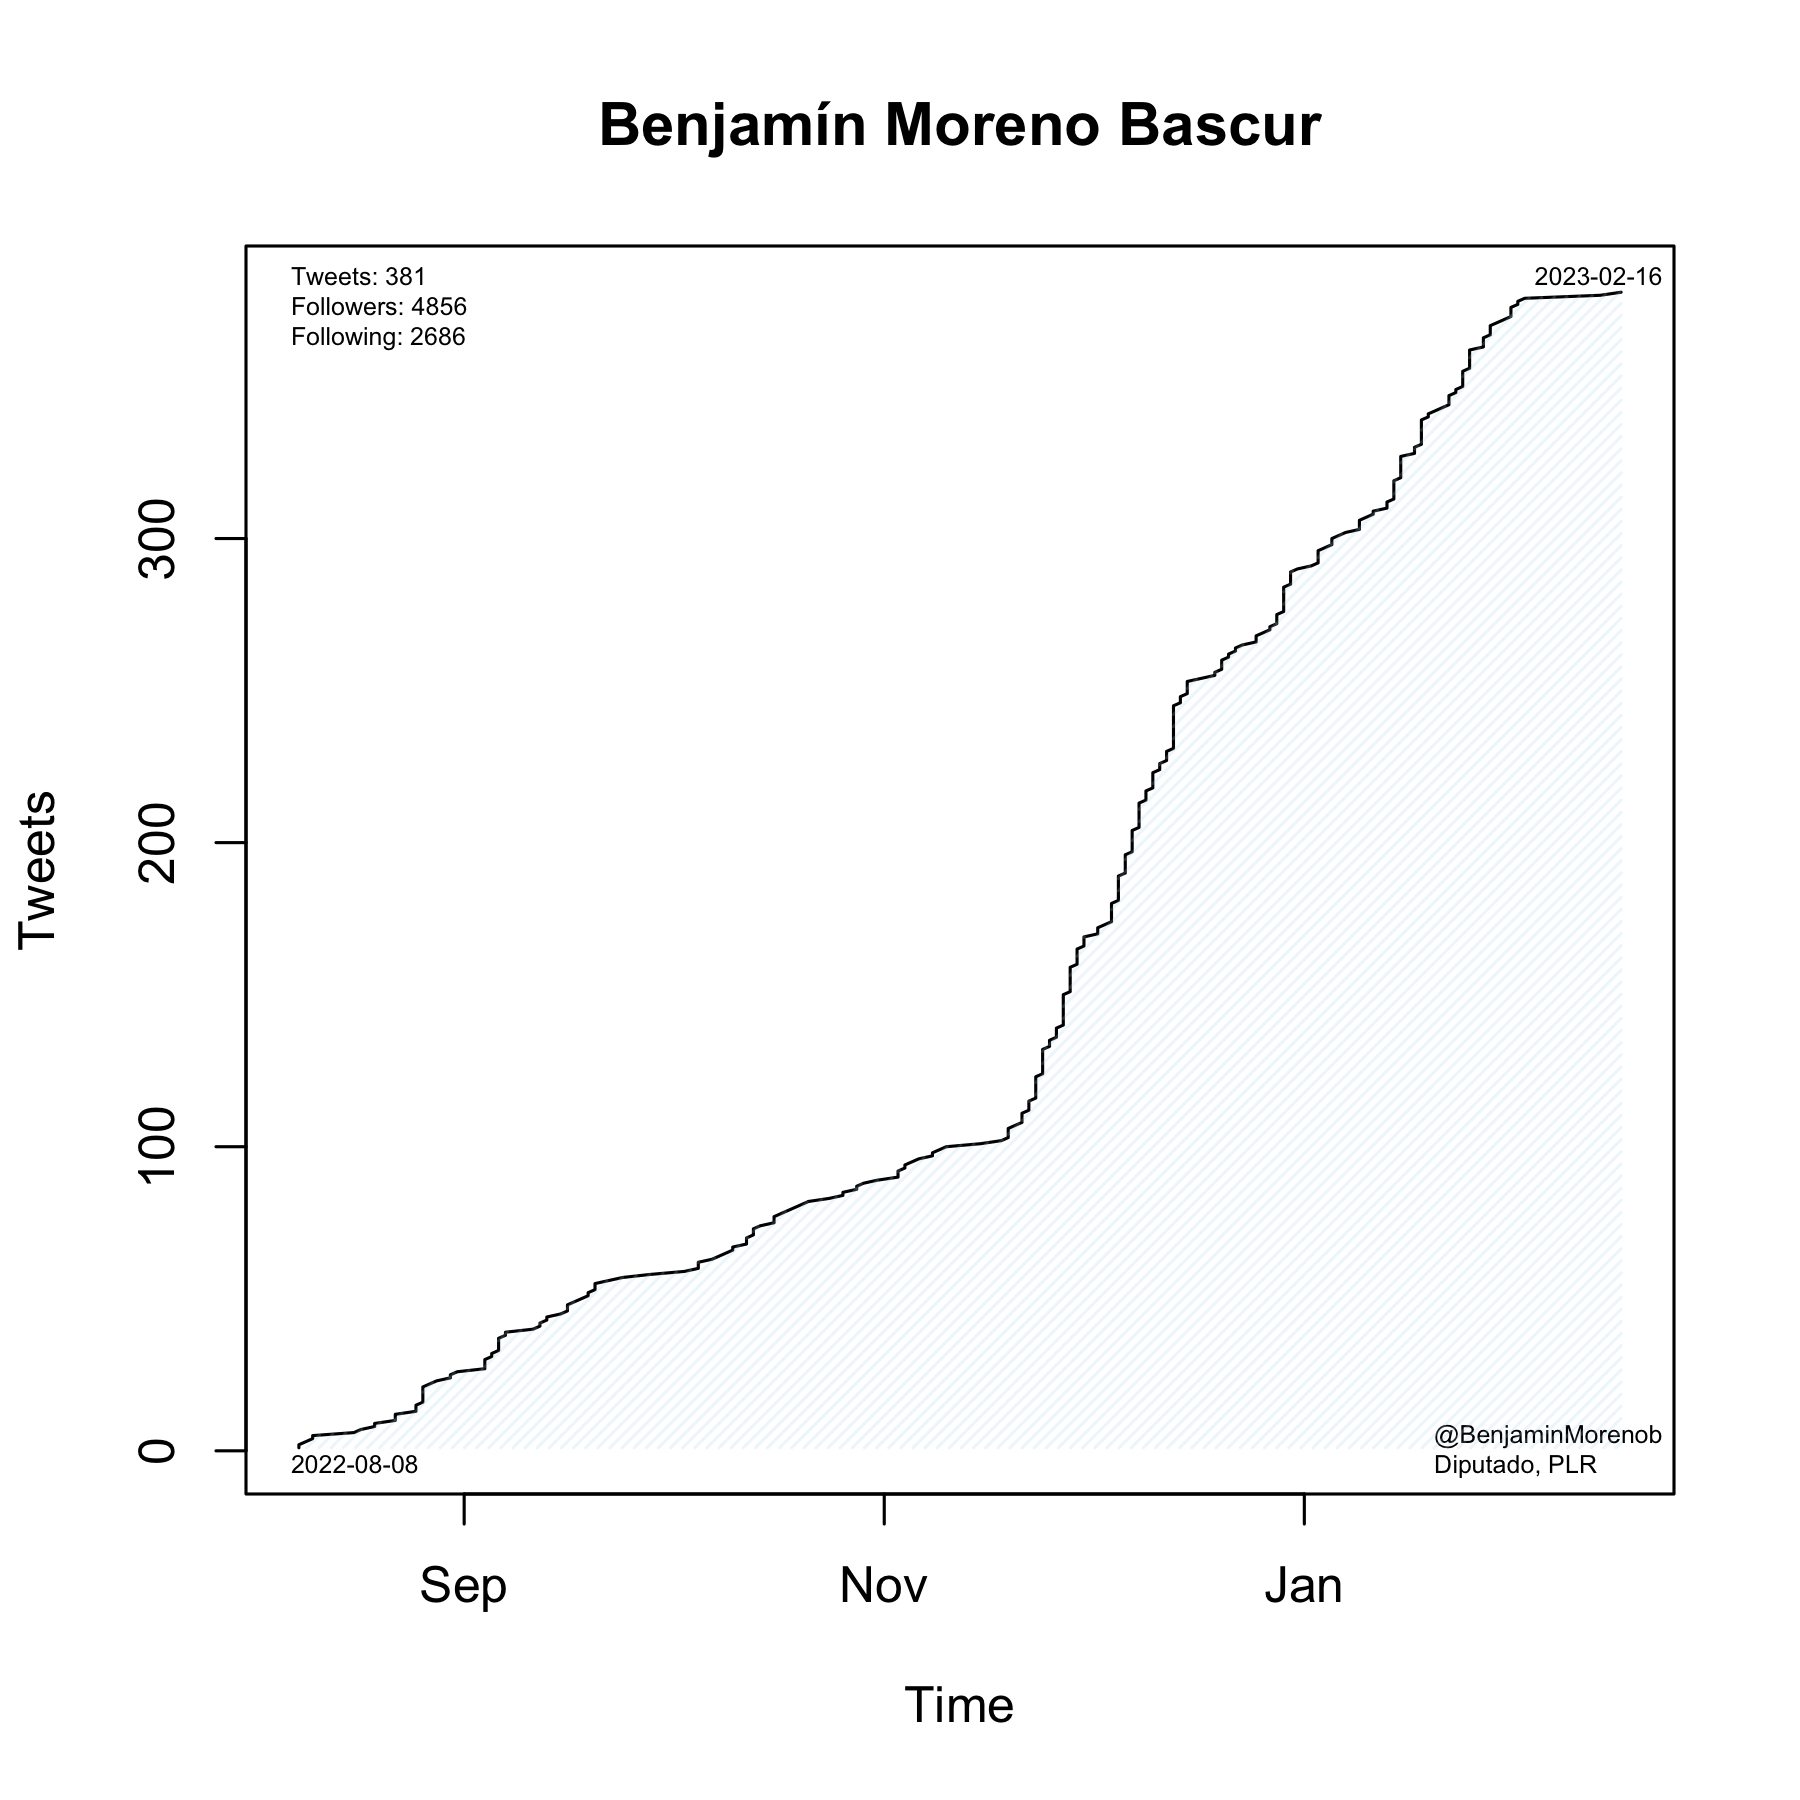 Benjamín Moreno Bascur
Tweets: 381
Followers: 4856
Following: 2686
2023-02-16
300
200
100
0
Tweets
2022-08-08
@BenjaminMorenob
Diputado, PLR
Sep
Nov
Jan
Time